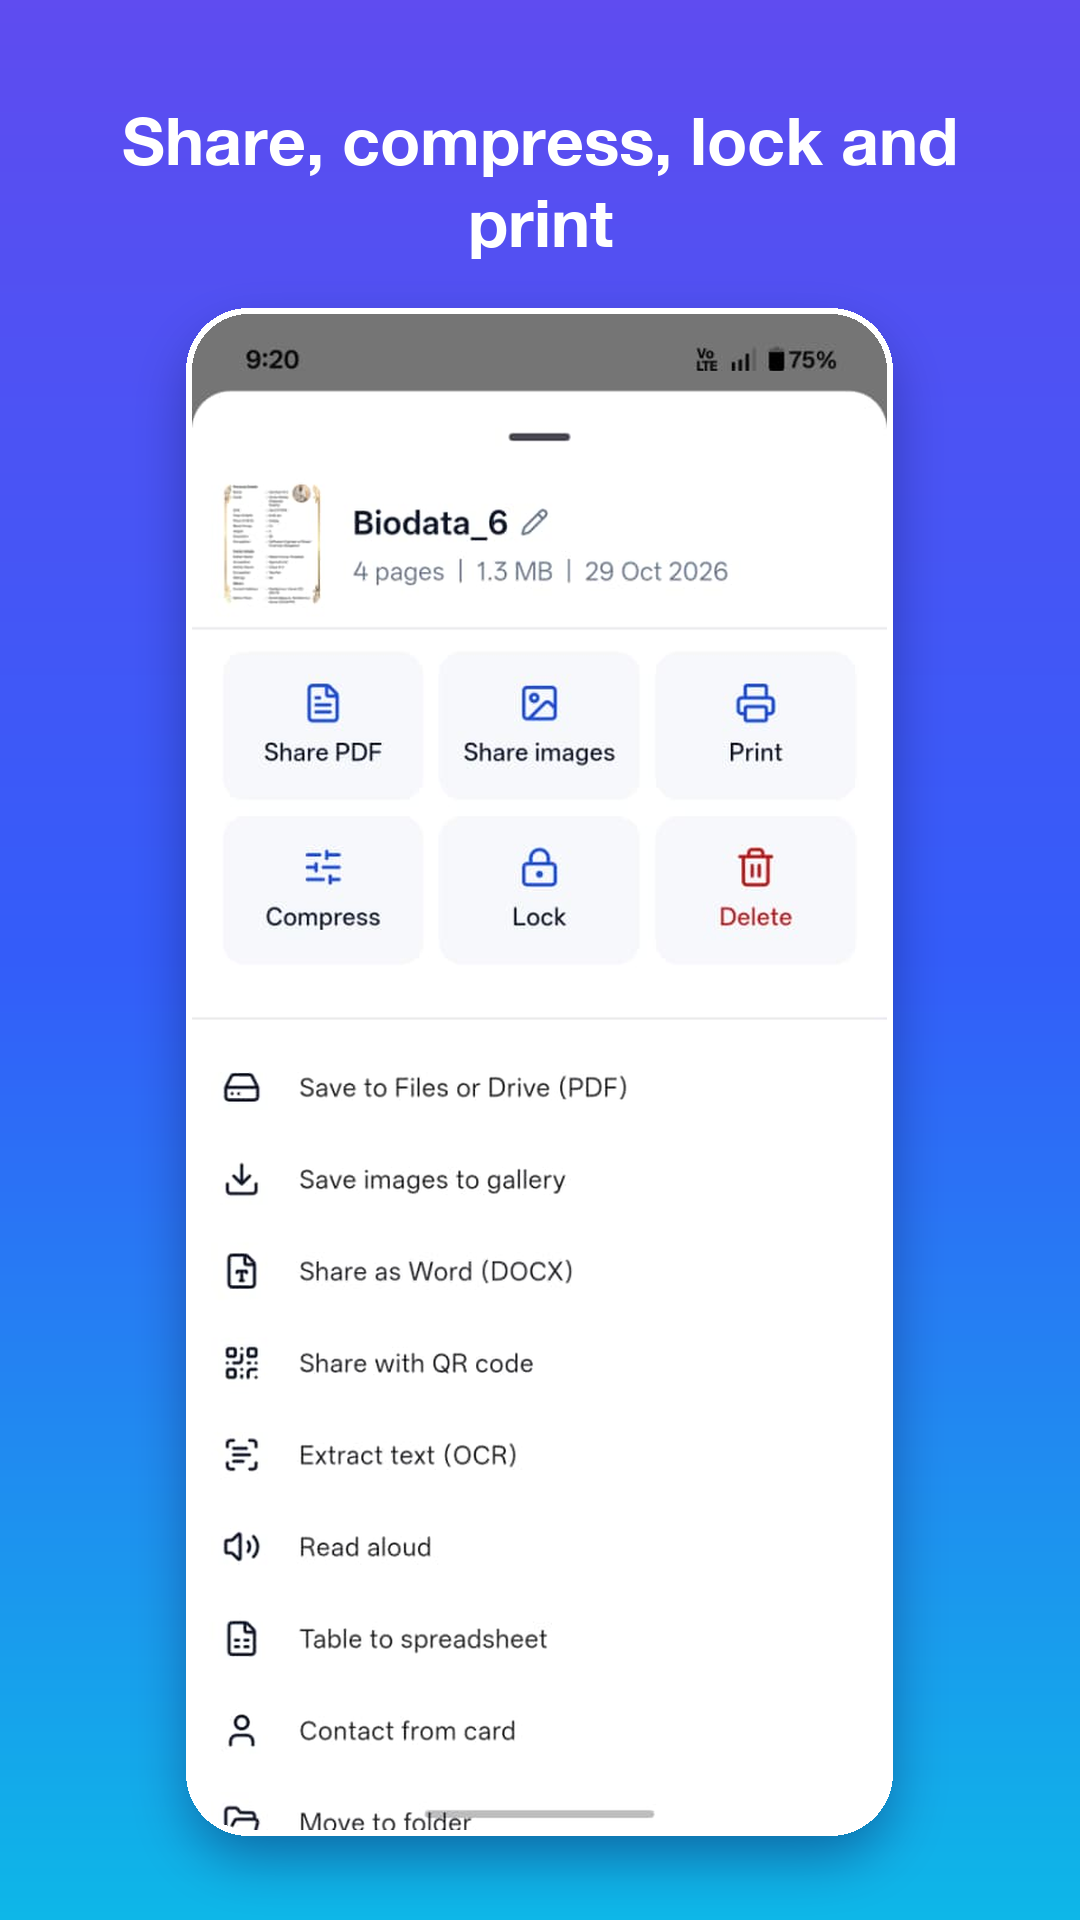 Share, compress, lock and
print
9:20
Vo
LTE
75%
Biodata_6
4 pages | 1.3 MB | 29 Oct 2026
Share PDF
Share images
Print
Compress
Lock
Delete
Save to Files or Drive (PDF)
Save images to gallery
Share as Word (DOCX)
Share with QR code
Extract text (OCR)
Read aloud
Table to spreadsheet
Contact from card
Move to folder